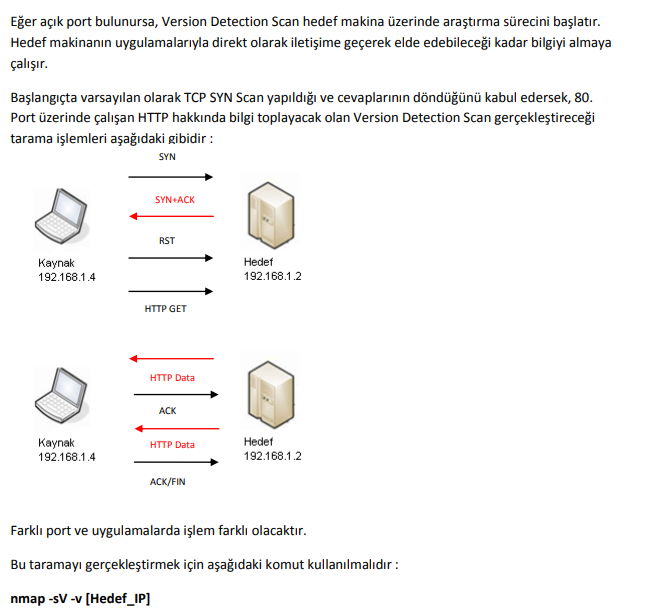 Eğer açık port bulunursa, Version Detection Scan hedef makina üzerinde araştırma sürecini başlatır.
Hedef makinanın uygulamalarıyla direkt olarak iletişime geçerek elde edebileceği kadar bilgiyi almaya
çalışır.
Başlangıçta varsayılan olarak TCP SYN Scan yapıldığı ve cevaplarının döndüğünü kabul edersek, 80.
Port üzerinde çalışan HTTP hakkında bilgi toplayacak olan Version Detection Scan gerçekleştireceği
tarama işlemleri aşağıdaki gibidir :
SYN
SYN+ACK
RST
Kaynak
192.168.1.4
Hedef
192.168.1.2
HTTP GET
HTTP Data
ACK
HTTP Data
Kaynak
192.168.1.4
Hedef
192.168.1.2
ACK/FIN
Farklı port ve uygulamalarda işlem farklı olacaktır.
Bu taramayı gerçekleştirmek için aşağıdaki komut kullanılmalıdır :
nmap -sV -v [Hedef_IP]